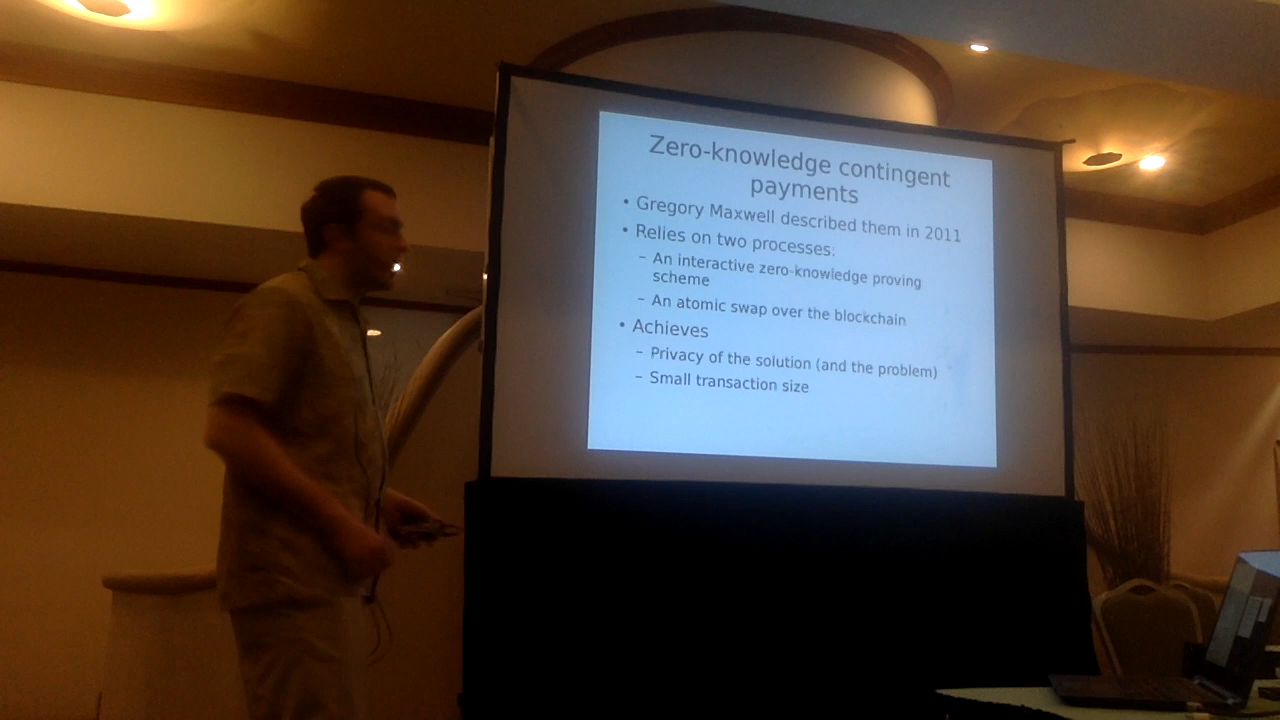 Zero-knowledge contingent
payments
• Gregory Maxwell described them in 2011
• Relies on two processes:
– An interactive zero-knowledge proving
scheme
– An atomic swap over the blockchain
• Achieves
– Privacy of the solution (and the problem)
– Small transaction size